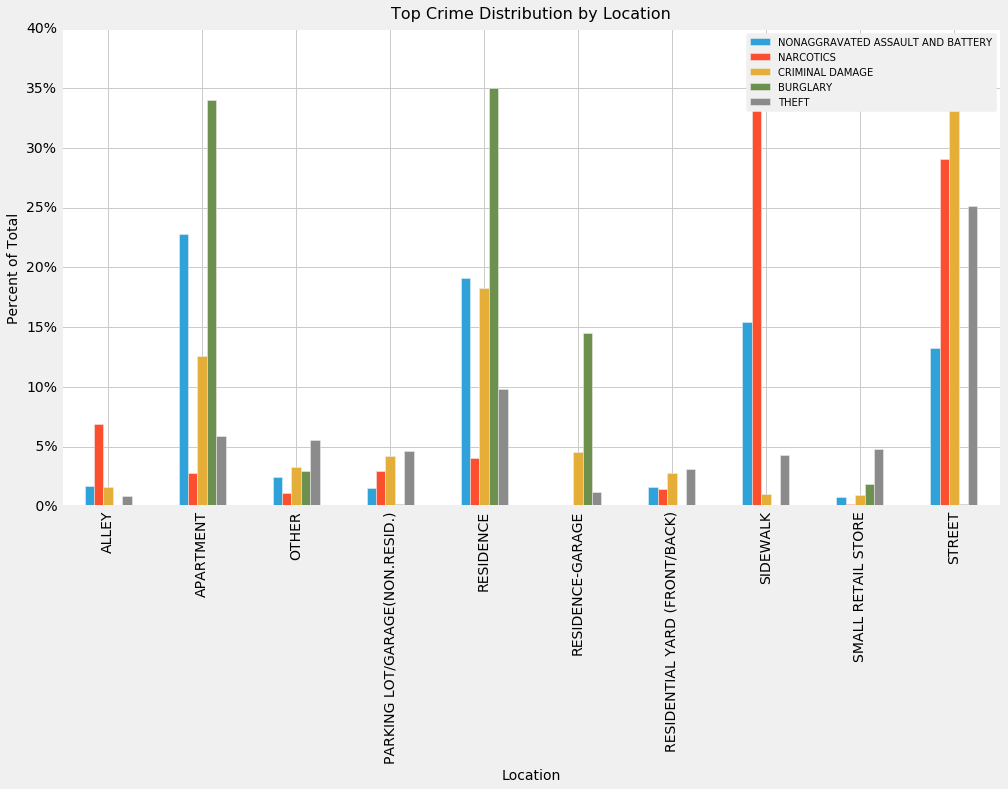 Top Crime Distribution by Location
40%
35%
30%
25%
20%
15%
10%
5%
0%
Percent of Total
NONAGGRAVATED ASSAULT AND BATTERY
NARCOTICS
CRIMINAL DAMAGE
BURGLARY
THEFT
ALLEY
APARTMENT
OTHER
PARKING LOT/GARAGE(NON.RESID.)
RESIDENCE
RESIDENCE-GARAGE
RESIDENTIAL YARD (FRONT/BACK)
SIDEWALK
SMALL RETAIL STORE
STREET
Location